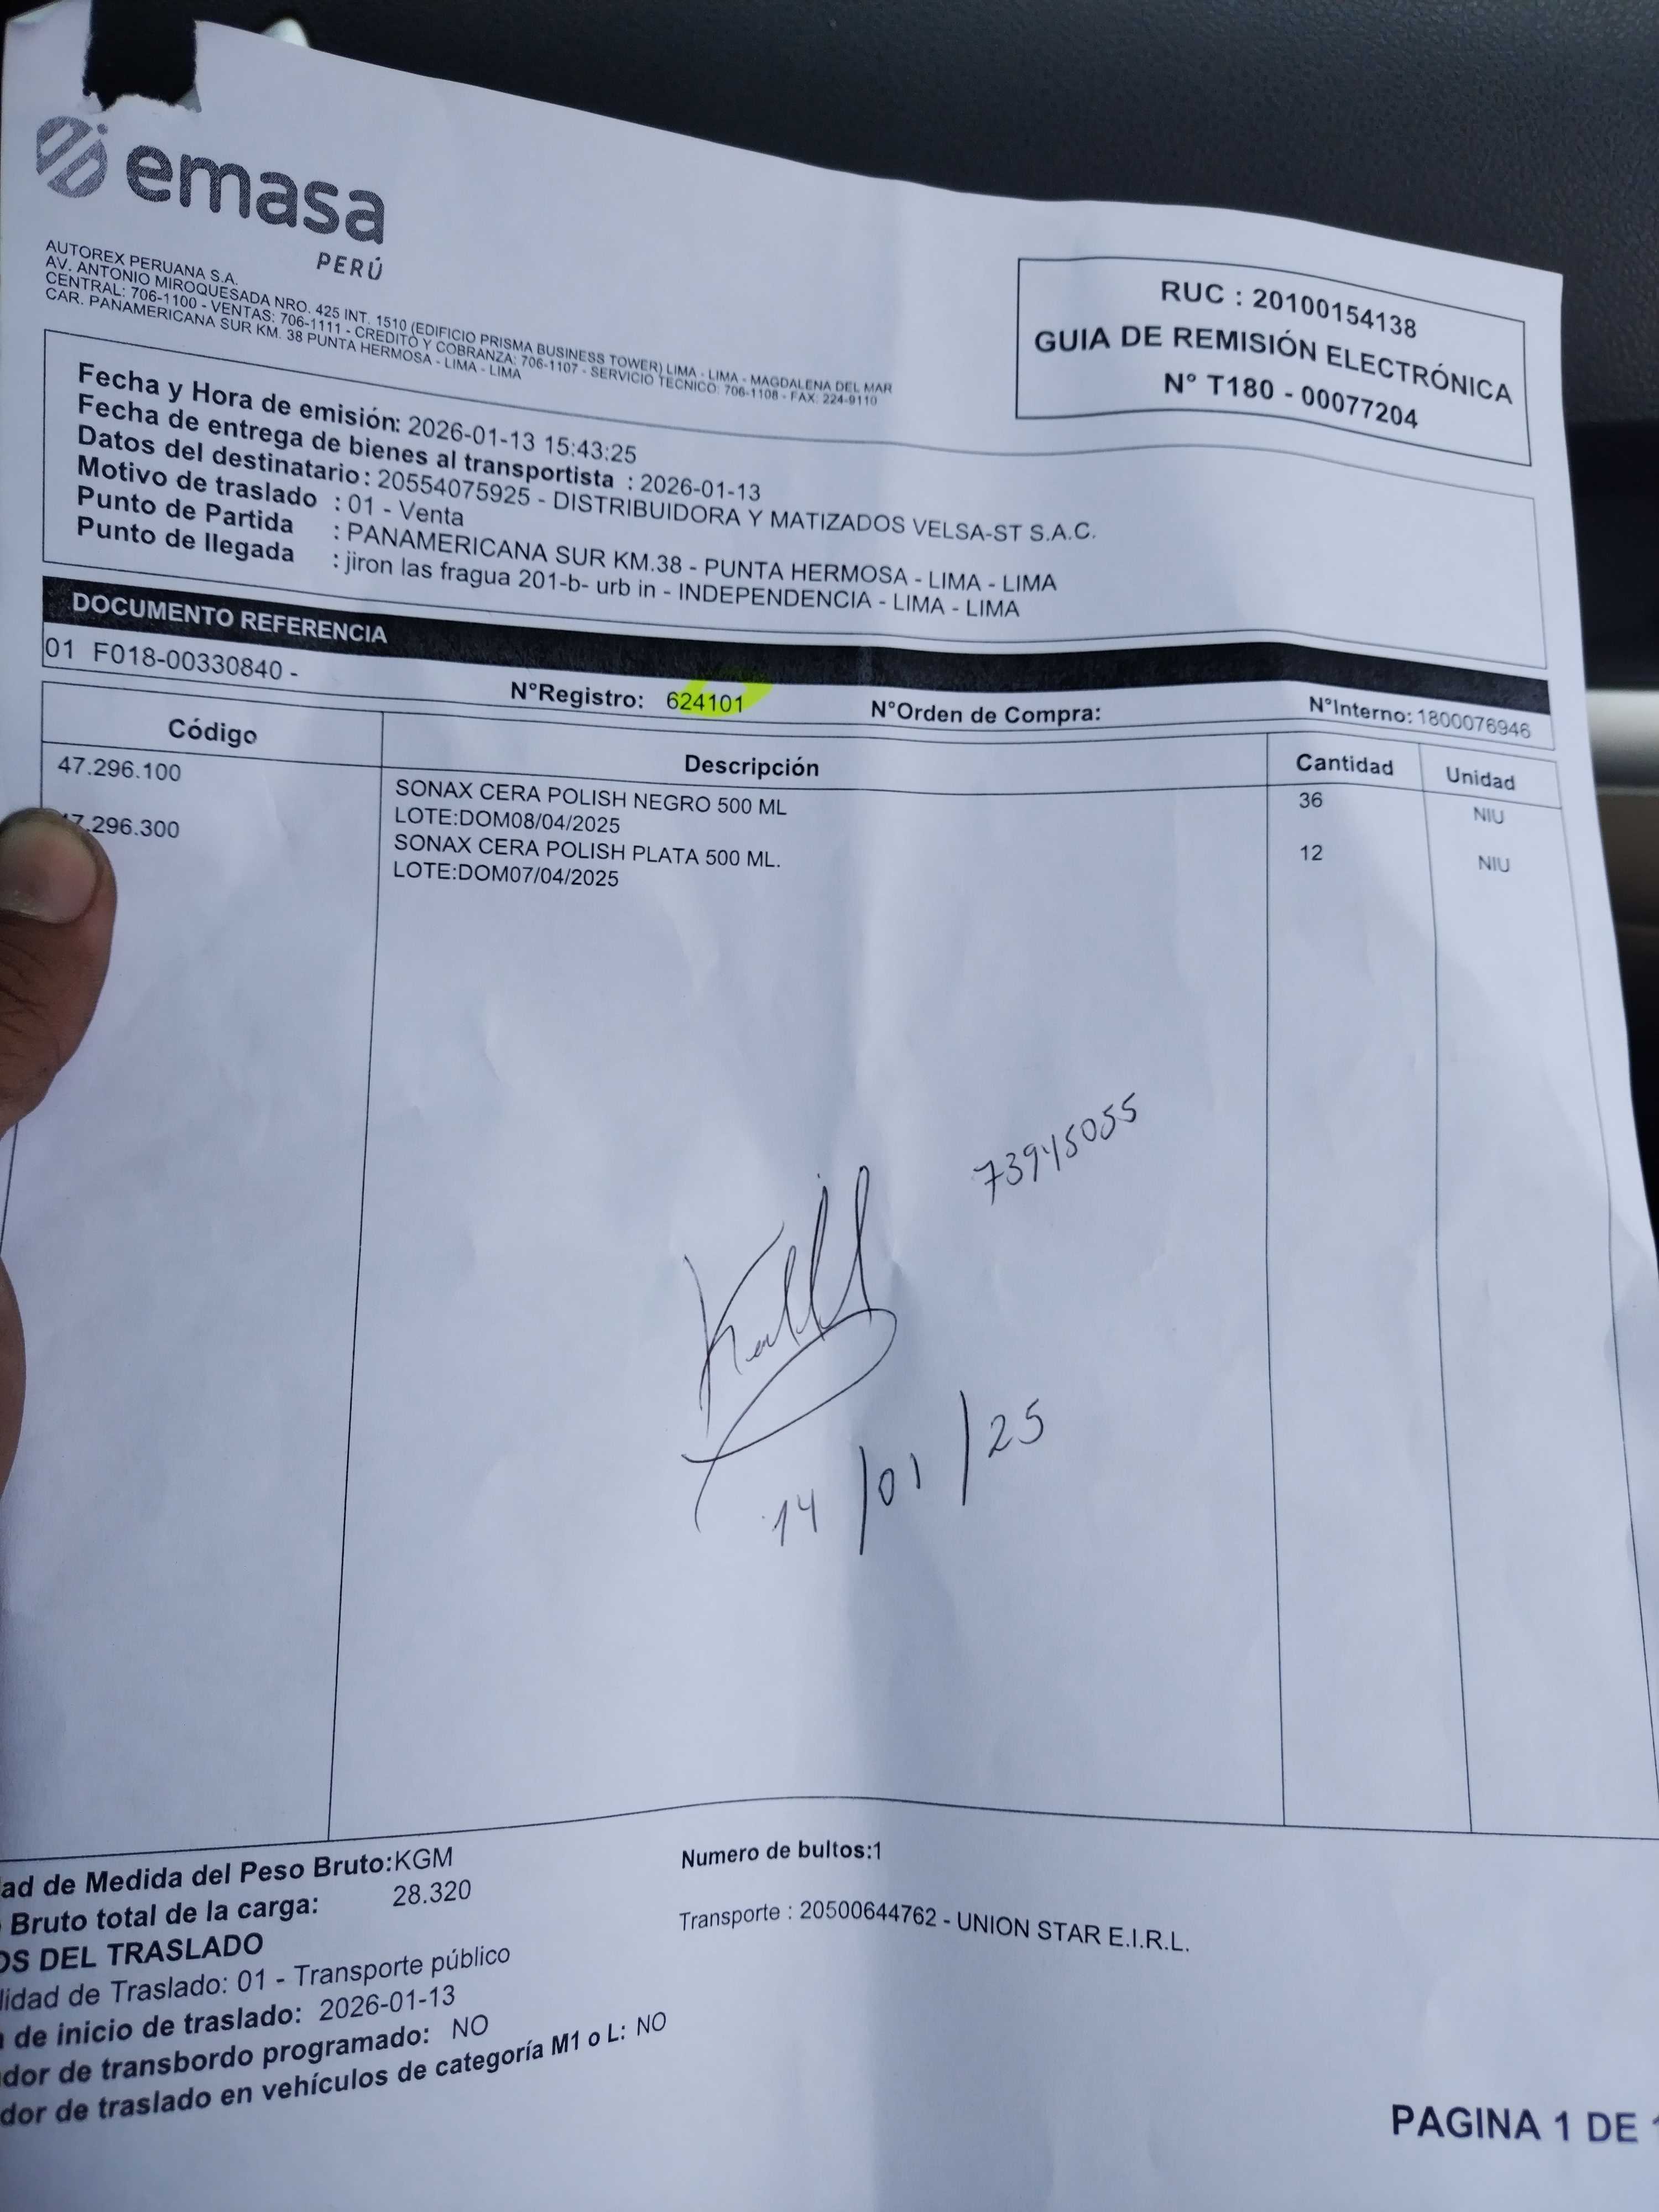 emasa
PERÚ
AUTOREX PERUANA S.A.
AV. ANTONIO MIROQUESADA NRO. 425 INT. 1510 (EDIFICIO PRISMA BUSINESS TOWER) LIMA - LIMA - MAGDALENA DEL MAR
CENTRAL: 706-1100 - VENTAS: 706-1111 - CREDITO Y COBRANZA: 706-1107 - SERVICIO TECNICO: 706-1108 - FAX: 224-9110
CAR. PANAMERICANA SUR KM. 38 PUNTA HERMOSA - LIMA - LIMA
RUC : 20100154138
GUIA DE REMISIÓN ELECTRÓNICA
N° T180 - 00077204
Fecha y Hora de emisión: 2026-01-13 15:43:25
Fecha de entrega de bienes al transportista : 2026-01-13
Datos del destinatario : 20554075925 - DISTRIBUIDORA Y MATIZADOS VELSA-ST S.A.C.
Motivo de traslado : 01 - Venta
Punto de Partida : PANAMERICANA SUR KM.38 - PUNTA HERMOSA - LIMA - LIMA
Punto de llegada : jiron las fragua 201-b- urb in - INDEPENDENCIA - LIMA - LIMA
DOCUMENTO REFERENCIA
01 F018-00330840 -
N°Registro: 624101 N°Orden de Compra: N°Interno: 1800076946
Código Descripción Cantidad Unidad
47.296.100 SONAX CERA POLISH NEGRO 500 ML 36 NIU
LOTE:DOM08/04/2025
7.296.300 SONAX CERA POLISH PLATA 500 ML. 12 NIU
LOTE:DOM07/04/2025
73945055
14/01/25
ad de Medida del Peso Bruto:KGM Numero de bultos:1
Bruto total de la carga: 28.320
Transporte : 20500644762 - UNION STAR E.I.R.L.
OS DEL TRASLADO
lidad de Traslado: 01 - Transporte público
de inicio de traslado: 2026-01-13
dor de transbordo programado: NO
dor de traslado en vehículos de categoría M1 o L: NO
PAGINA 1 DE 1